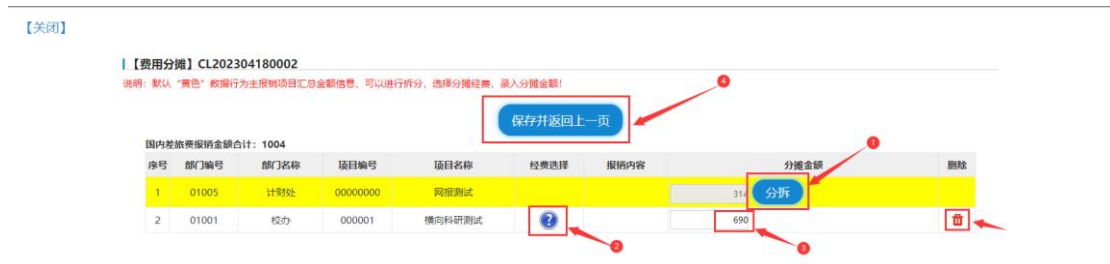 【关闭】
【费用分摊】CL202304180002
说明：默认“黄色”数据行为主报销项目汇总金额信息，可以进行拆分，选择分摊经费，录入分摊金额！
4
保存并返回上一页
国内差旅费报销金额合计：1004
1
序号 部门编号 部门名称 项目编号 项目名称 经费选择 报销内容 分摊金额 删除
1 01005 计财处 00000000 网报测试 314 分拆
2 01001 校办 000001 横向科研测试 ? 690
2 3